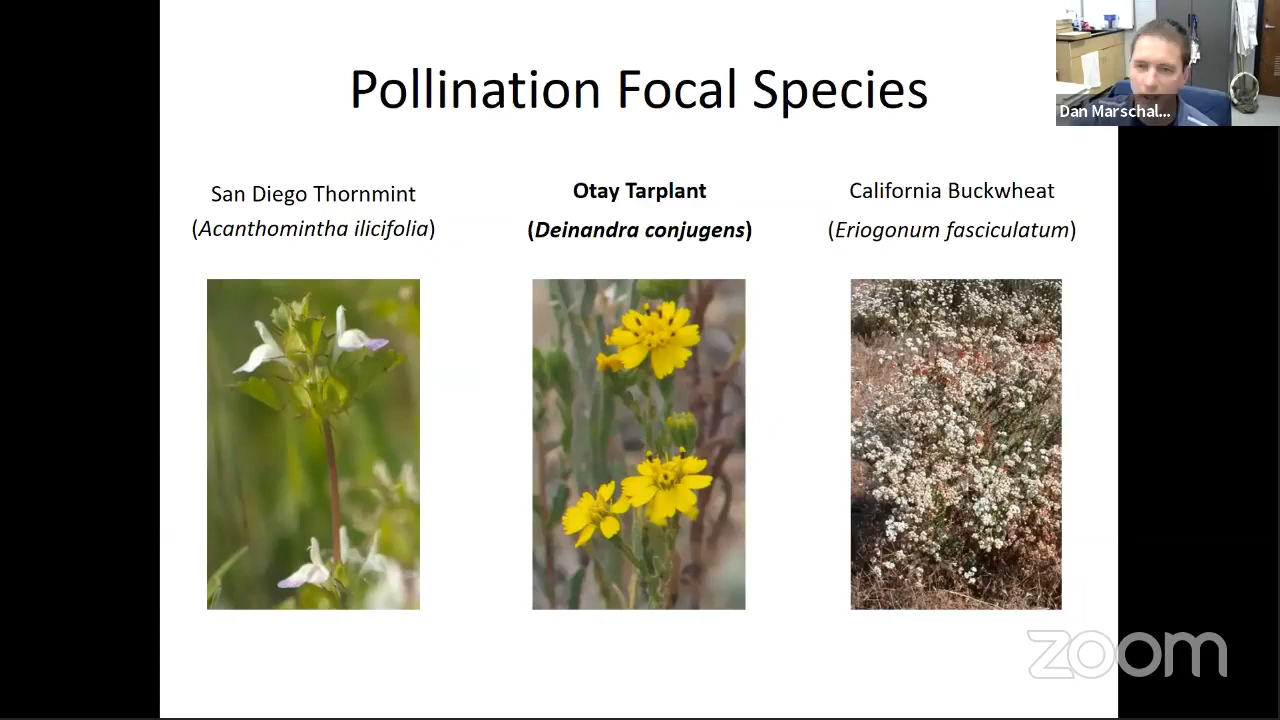 Pollination Focal Species
Dan Marschal...
San Diego Thornmint
(Acanthomintha ilicifolia)
Otay Tarplant
(Deinandra conjugens)
California Buckwheat
(Eriogonum fasciculatum)
zoom